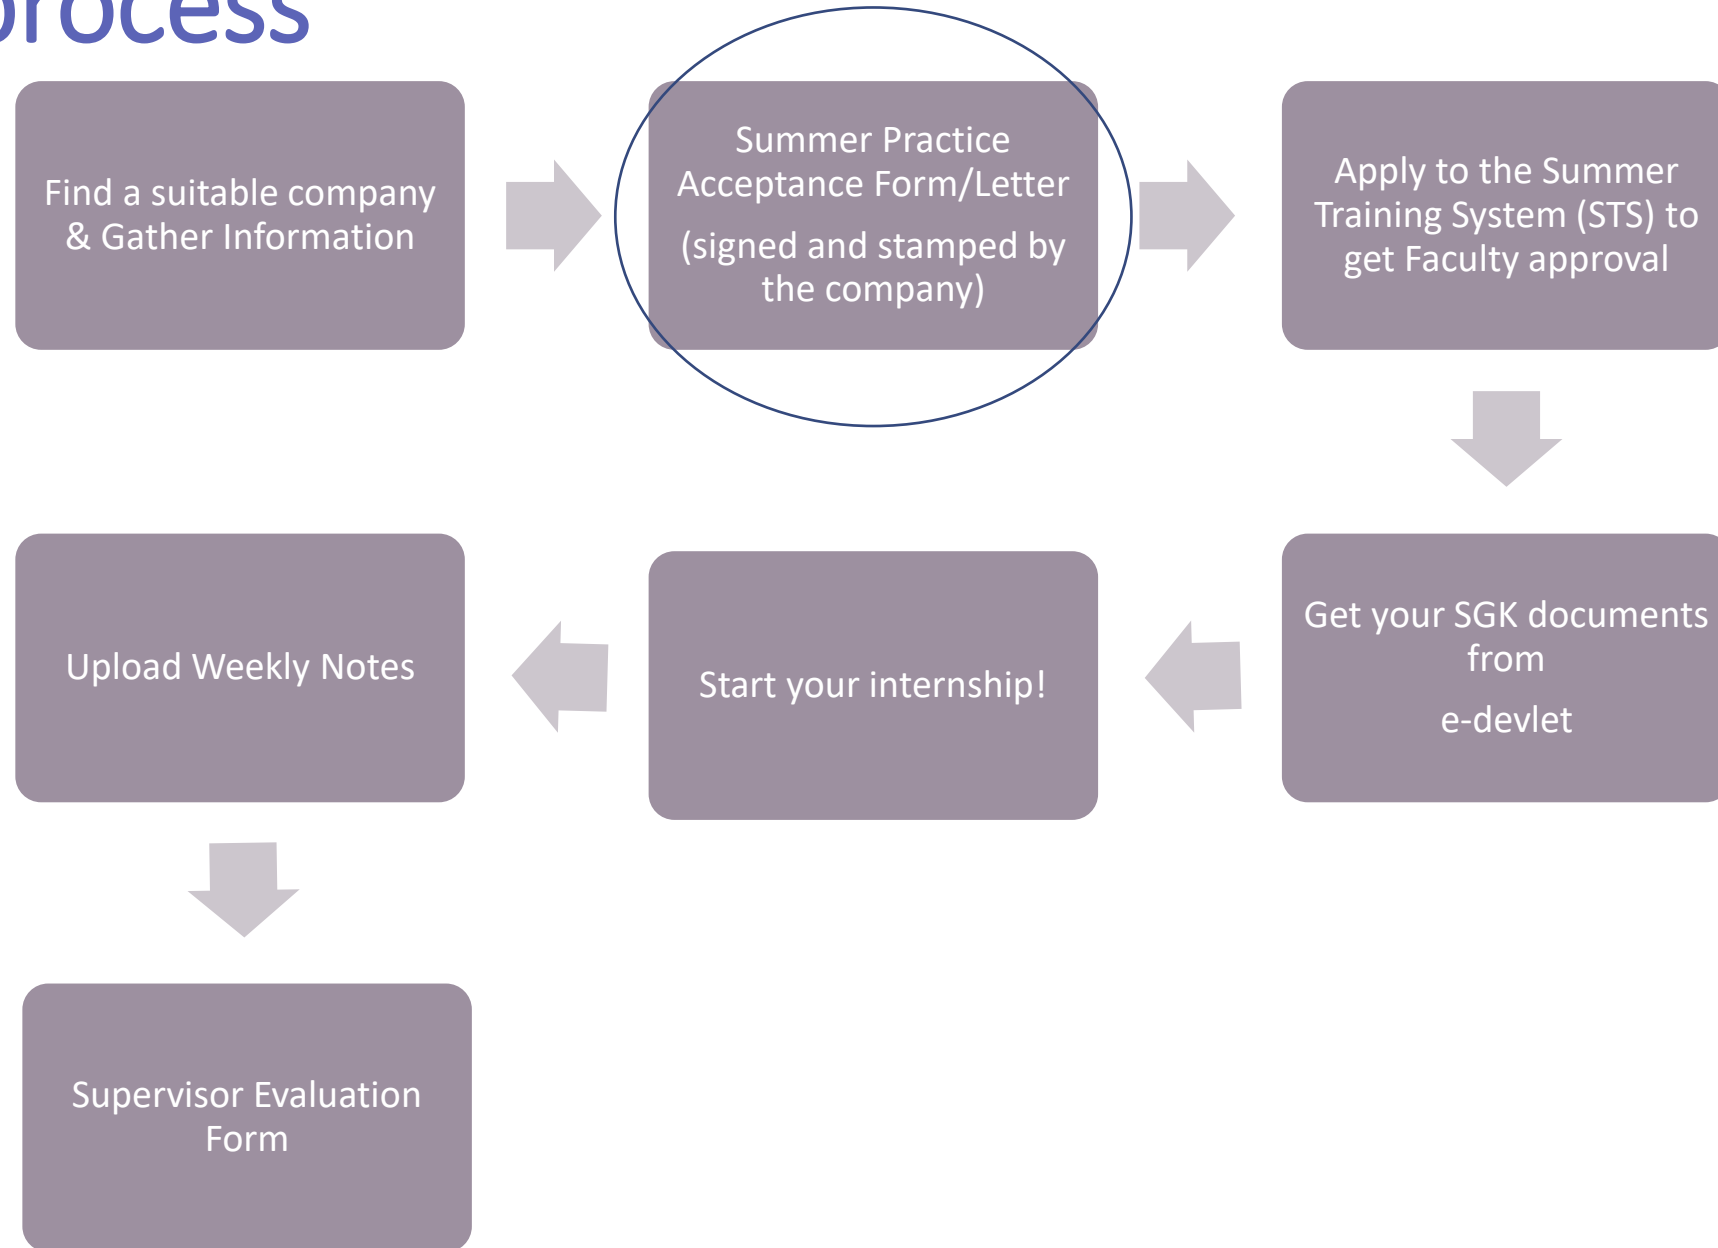 process
Find a suitable company
& Gather Information
Summer Practice
Acceptance Form/Letter
(signed and stamped by
the company)
Apply to the Summer
Training System (STS) to
get Faculty approval
Get your SGK documents
from
e-devlet
Start your internship!
Upload Weekly Notes
Supervisor Evaluation
Form